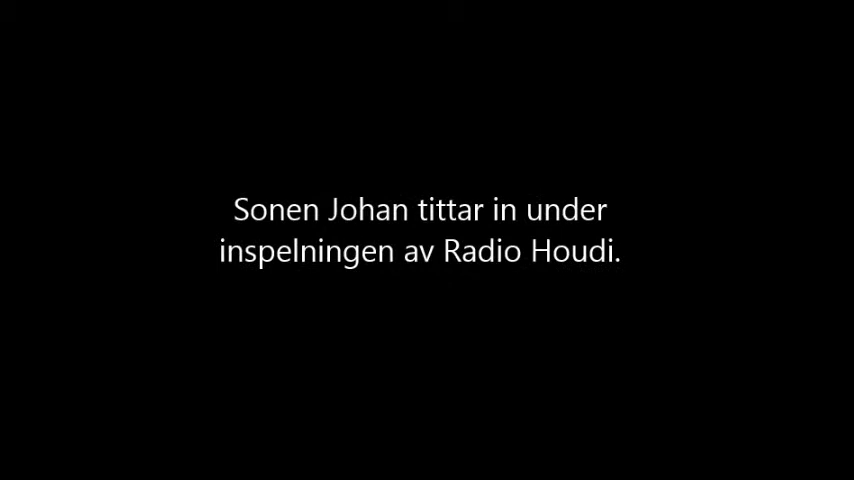 Sonen Johan tittar in under
inspelningen av Radio Houdi.